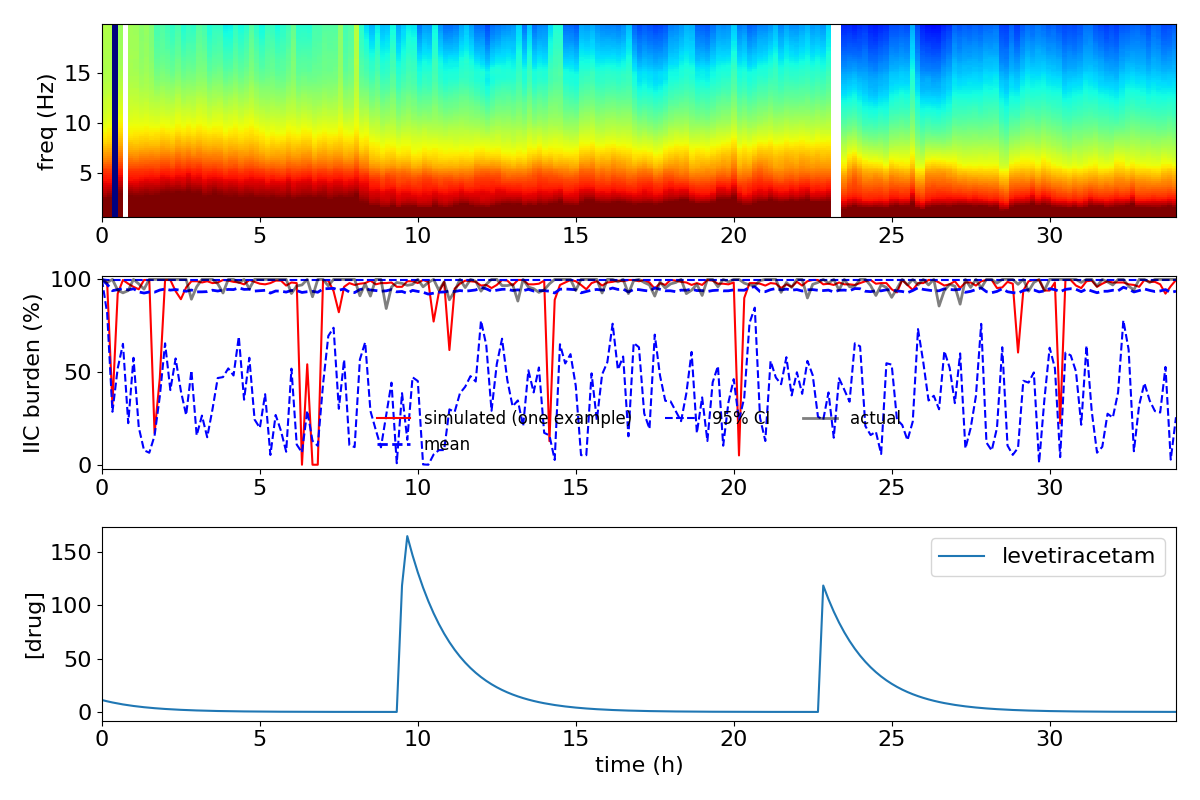 freq (Hz)
15
10
5
0 5 10 15 20 25 30
IIC burden (%)
100
50
0
simulated (one example)
mean
95% CI
actual
0 5 10 15 20 25 30
[drug]
150
100
50
0
levetiracetam
0 5 10 15 20 25 30
time (h)